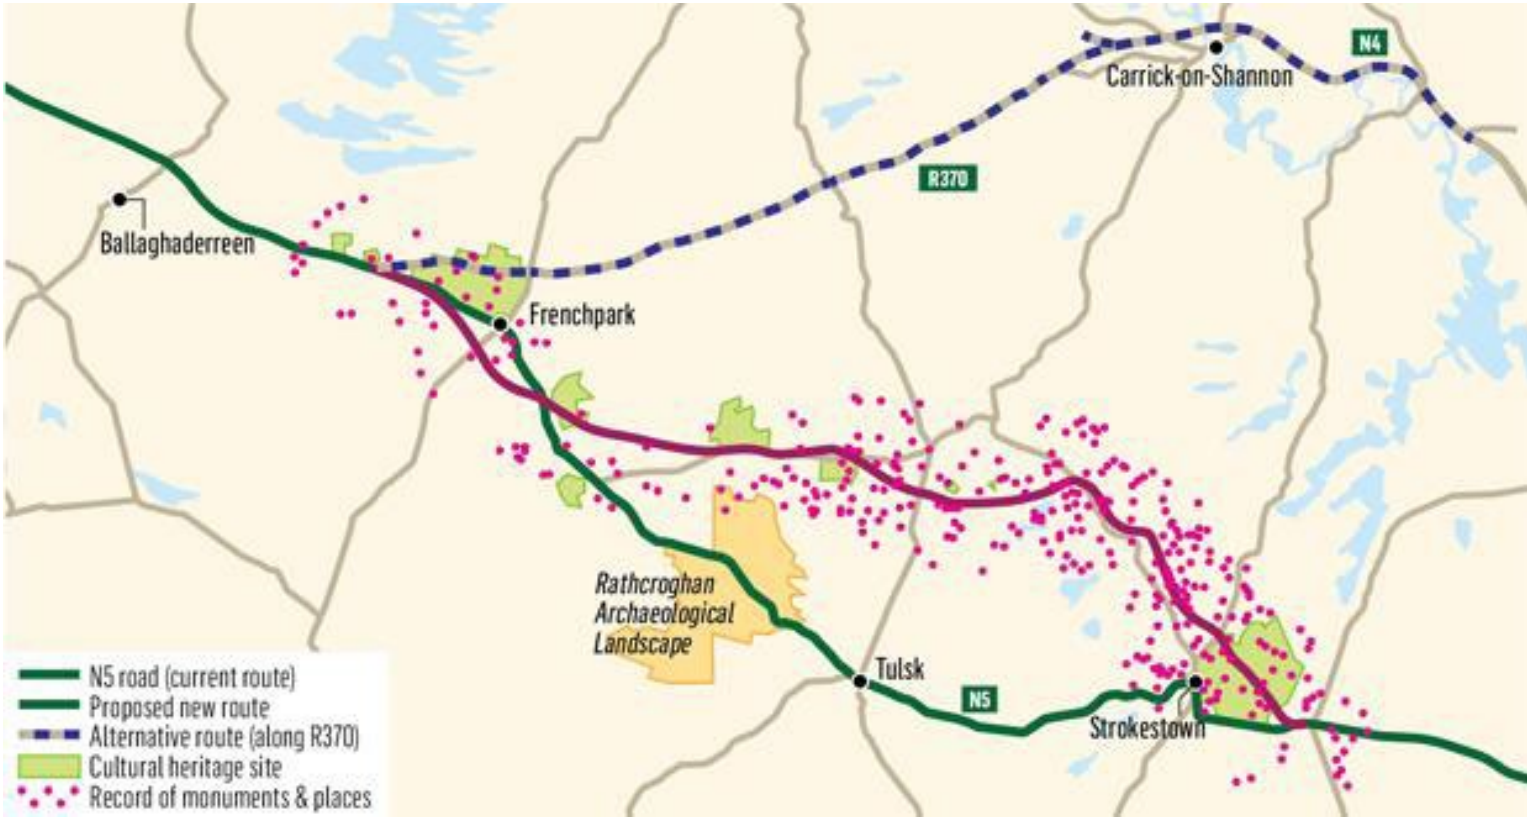 N4
Carrick-on-Shannon
R370
Ballaghaderreen
Frenchpark
Rathcroghan
Archaeological
Landscape
Tulsk
N5
Strokestown
N5 road (current route)
Proposed new route
Alternative route (along R370)
Cultural heritage site
Record of monuments & places